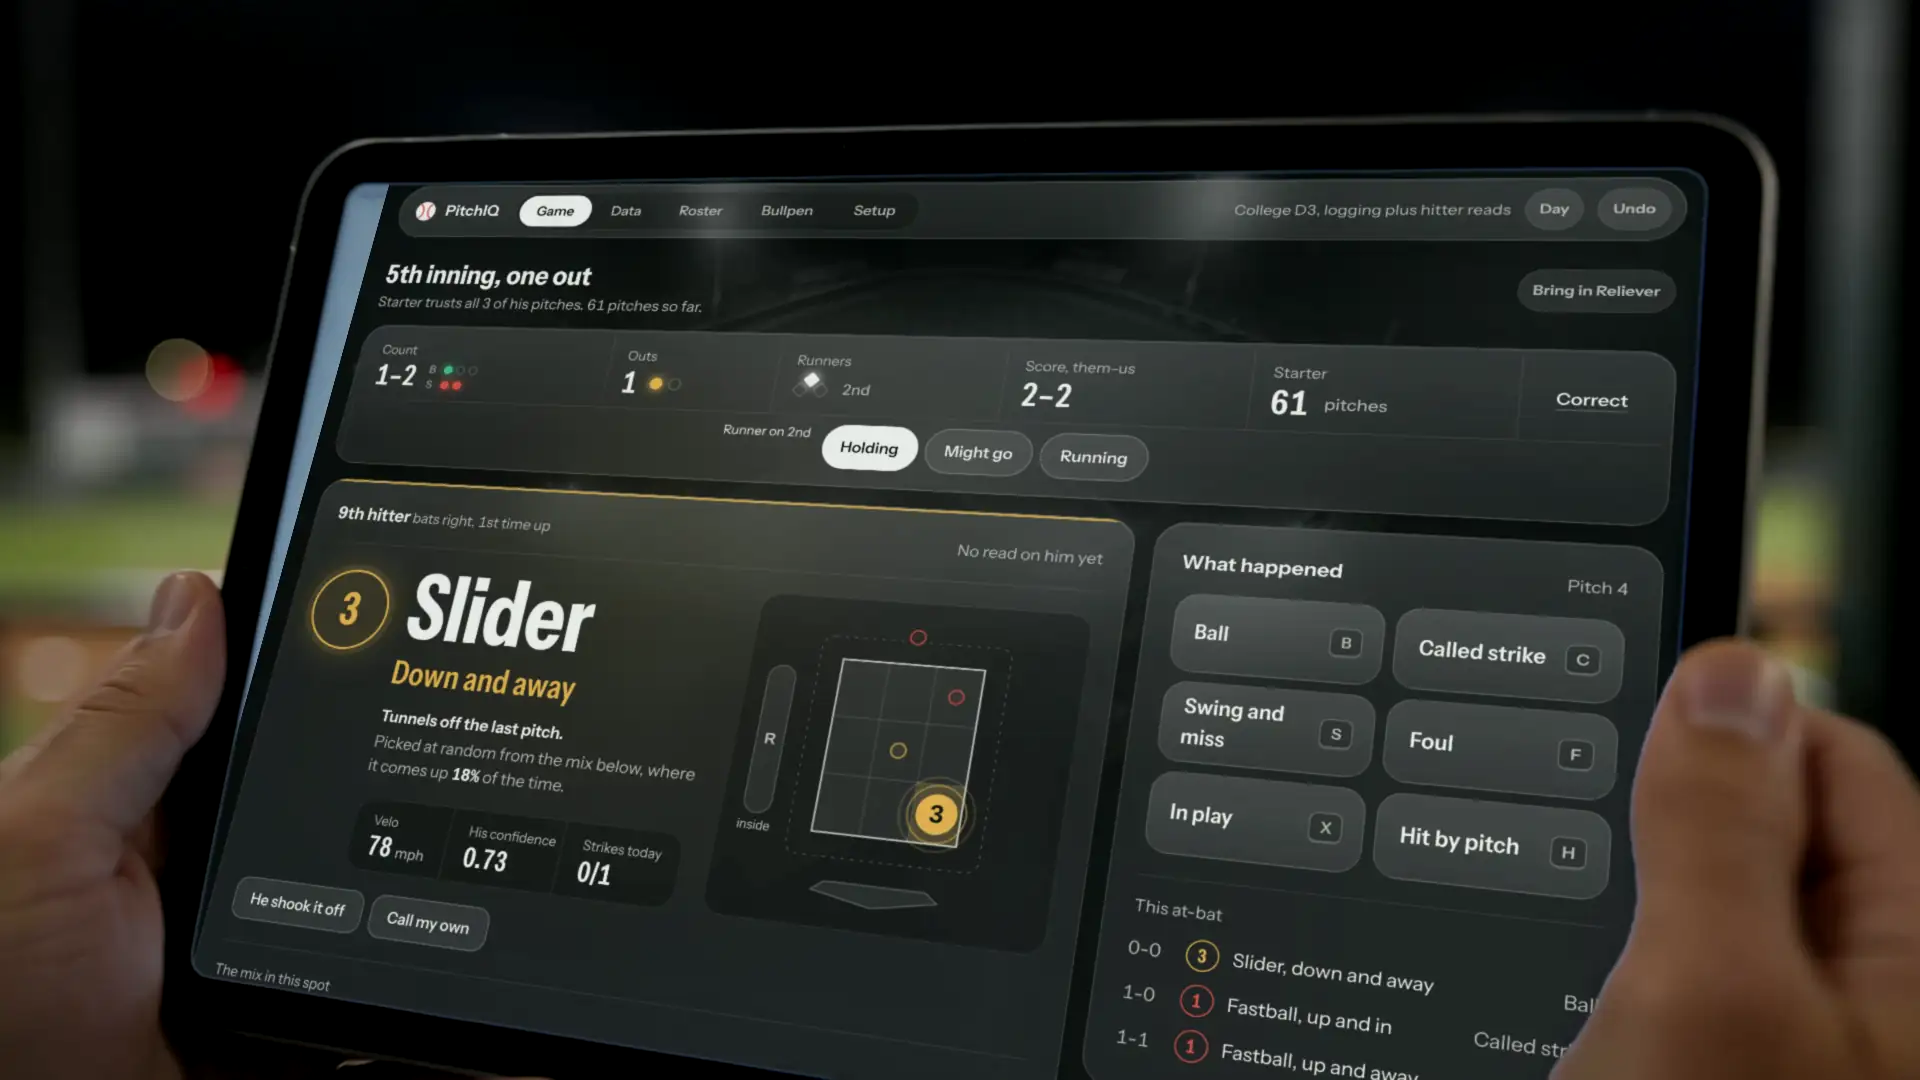 PitchIQ Game Data Roster Bullpen Setup College D3, logging plus hitter reads Day Undo
5th inning, one out
Starter trusts all 3 of his pitches. 61 pitches so far.
Bring in Reliever
Count
1–2 B S
Outs
1
Runners
2nd
Score, them–us
2–2
Starter
61 pitches
Correct
Runner on 2nd Holding Might go Running
9th hitter bats right, 1st time up
No read on him yet
3 Slider
Down and away
Tunnels off the last pitch.
Picked at random from the mix below, where
it comes up 18% of the time.
Velo
78 mph
His confidence
0.73
Strikes today
0/1
He shook it off Call my own
The mix in this spot
R
inside
3
What happened
Pitch 4
Ball B
Called strike C
Swing and
miss S
Foul F
In play X
Hit by pitch H
This at-bat
0-0 3 Slider, down and away
1-0 1 Fastball, up and in Called
1-1 1 Fastball, up and away